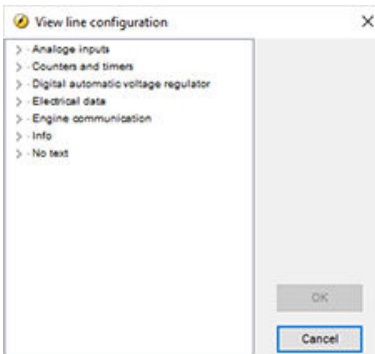 View line configuration
Analoge inputs
Counters and timers
Digital automatic voltage regulator
Electrical data
Engine communication
Info
No text
OK
Cancel